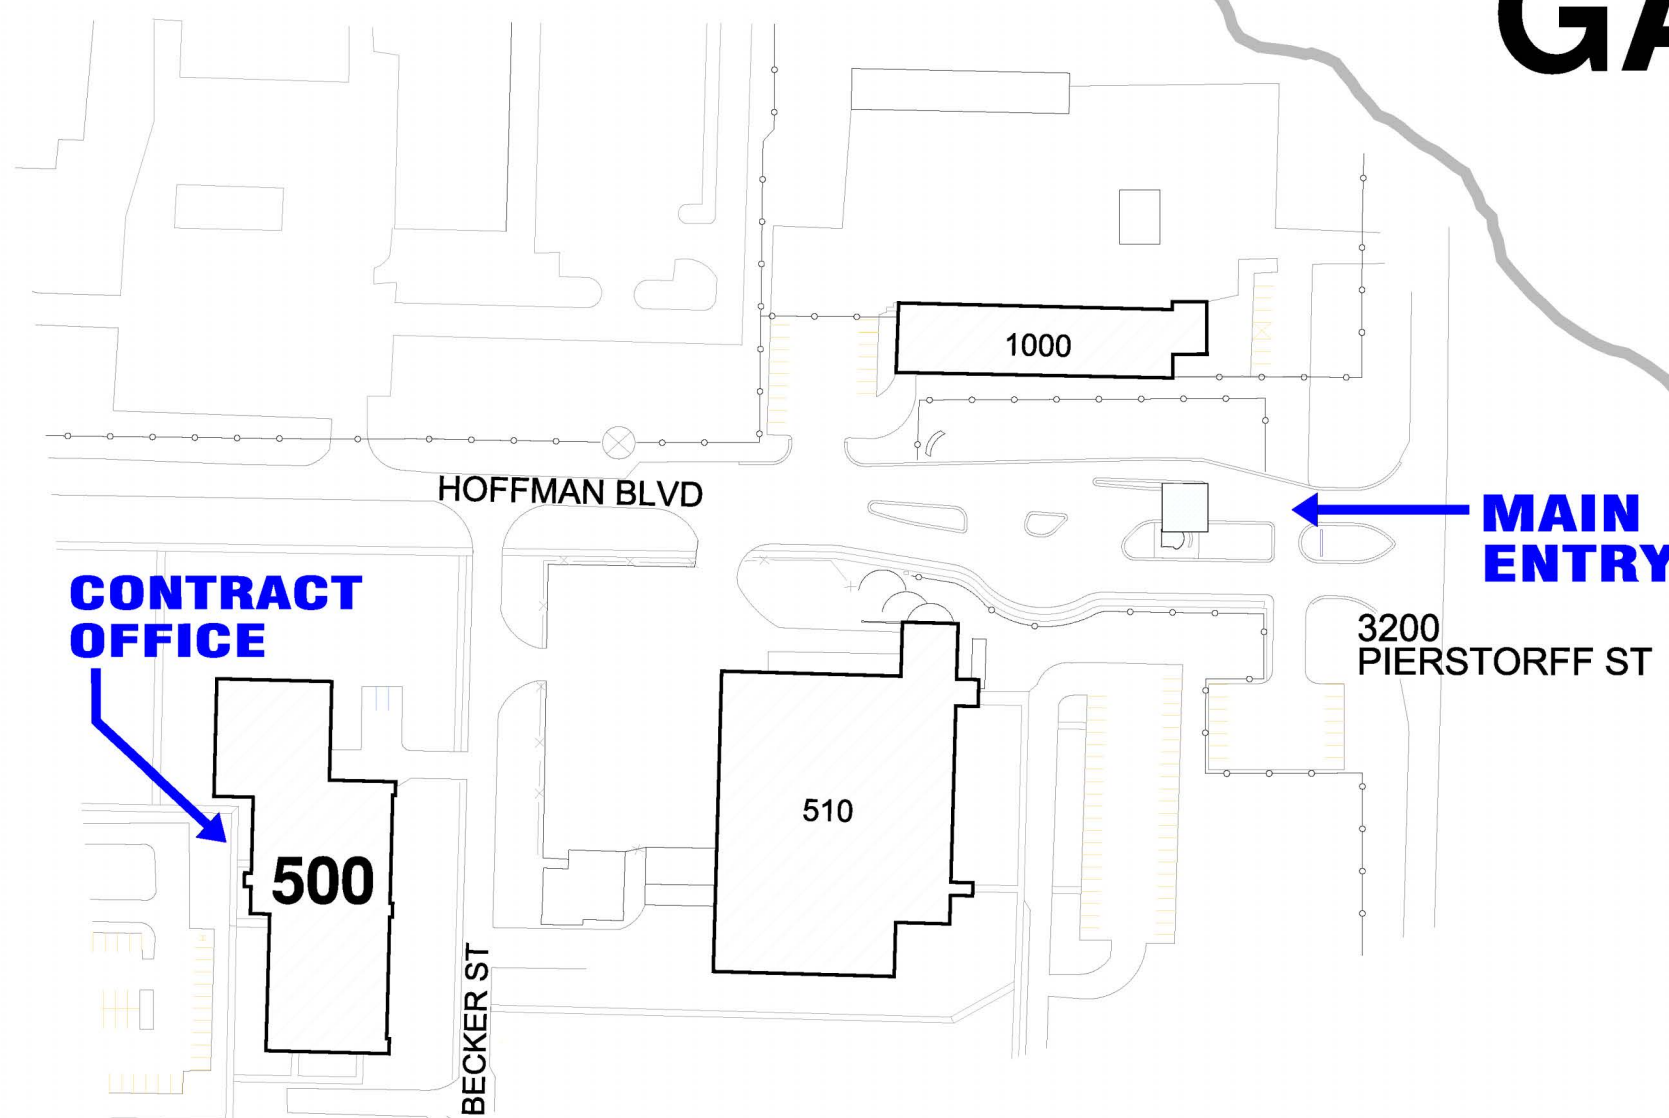 GA
1000
HOFFMAN BLVD
MAIN
ENTRY
CONTRACT
OFFICE
3200
PIERSTORFF ST
510
500
BECKER ST